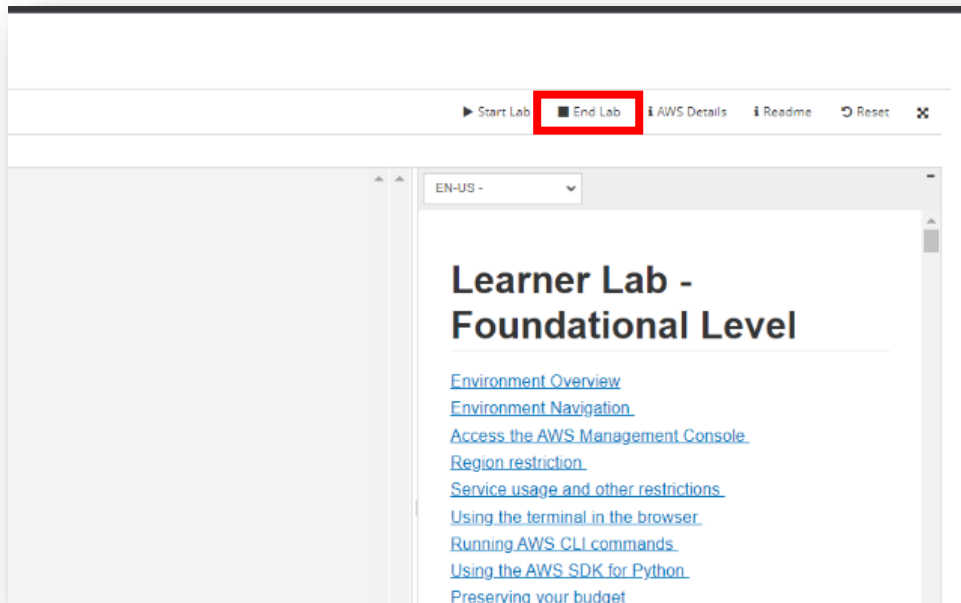 Start Lab End Lab i AWS Details i Readme Reset
EN-US -
Learner Lab -
Foundational Level
Environment Overview
Environment Navigation
Access the AWS Management Console
Region restriction
Service usage and other restrictions
Using the terminal in the browser
Running AWS CLI commands
Using the AWS SDK for Python
Preserving your budget